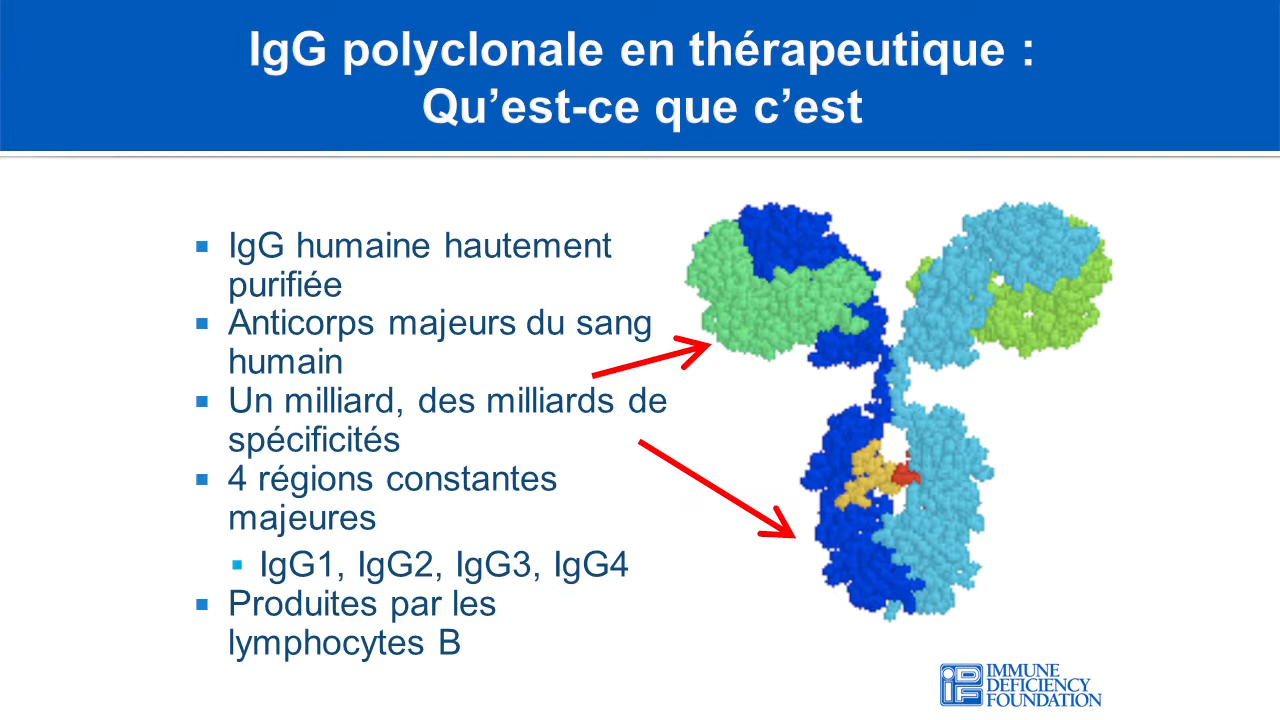 IgG polyclonale en thérapeutique :
Qu’est-ce que c’est
▪ IgG humaine hautement
purifiée
▪ Anticorps majeurs du sang
humain
▪ Un milliard, des milliards de
spécificités
▪ 4 régions constantes
majeures
▪ IgG1, IgG2, IgG3, IgG4
▪ Produites par les
lymphocytes B
IDF
IMMUNE
DEFICIENCY
FOUNDATION